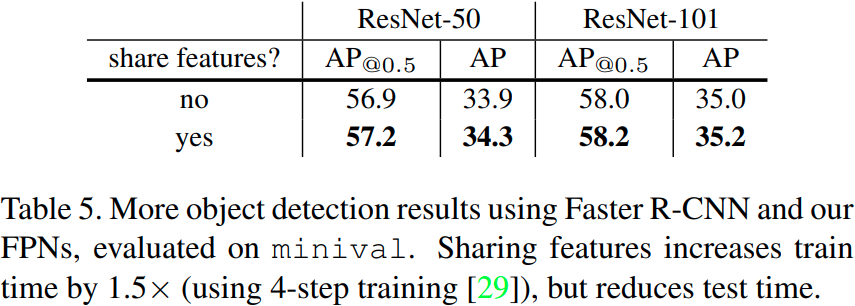 ResNet-50 ResNet-101
share features? AP@0.5 AP AP@0.5 AP
no 56.9 33.9 58.0 35.0
yes 57.2 34.3 58.2 35.2
Table 5. More object detection results using Faster R-CNN and our
FPNs, evaluated on minival. Sharing features increases train
time by 1.5× (using 4-step training [29]), but reduces test time.